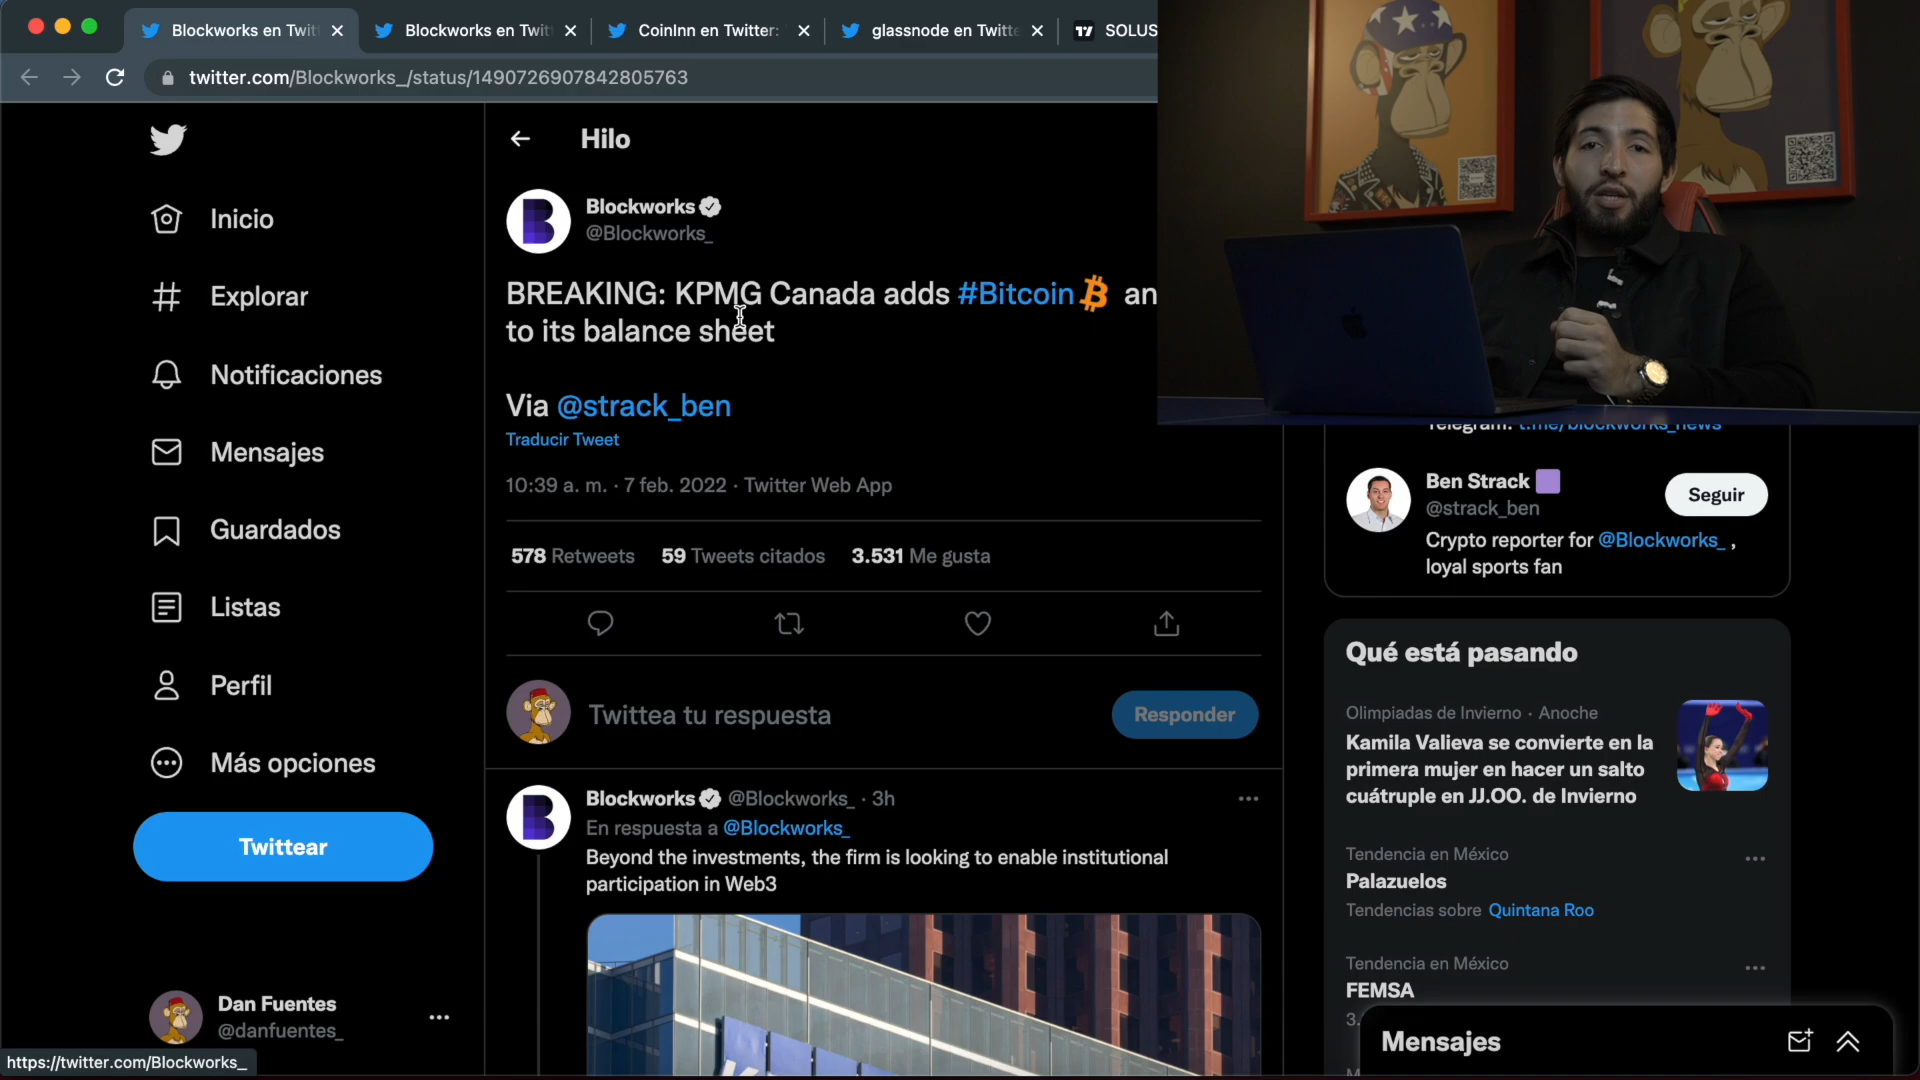 Blockworks en Twit
Blockworks en Twit
CoinInn en Twitter:
glassnode en Twitte
SOLUS
twitter.com/Blockworks_/status/1490726907842805763
Hilo
Inicio
Explorar
Notificaciones
Mensajes
Guardados
Listas
Perfil
Más opciones
Twittear
Dan Fuentes
@danfuentes_
https://twitter.com/Blockworks_
Blockworks
@Blockworks_
BREAKING: KPMG Canada adds #Bitcoin an
to its balance sheet
Via @strack_ben
Traducir Tweet
10:39 a. m. · 7 feb. 2022 · Twitter Web App
578 Retweets 59 Tweets citados 3.531 Me gusta
Twittea tu respuesta
Responder
Blockworks @Blockworks_ · 3h
En respuesta a @Blockworks_
Beyond the investments, the firm is looking to enable institutional
participation in Web3
Telegram: t.me/blockworks_news
Ben Strack
@strack_ben
Seguir
Crypto reporter for @Blockworks_ ,
loyal sports fan
Qué está pasando
Olimpiadas de Invierno · Anoche
Kamila Valieva se convierte en la
primera mujer en hacer un salto
cuátruple en JJ.OO. de Invierno
Tendencia en México
Palazuelos
Tendencias sobre Quintana Roo
Tendencia en México
FEMSA
3.
Mensajes